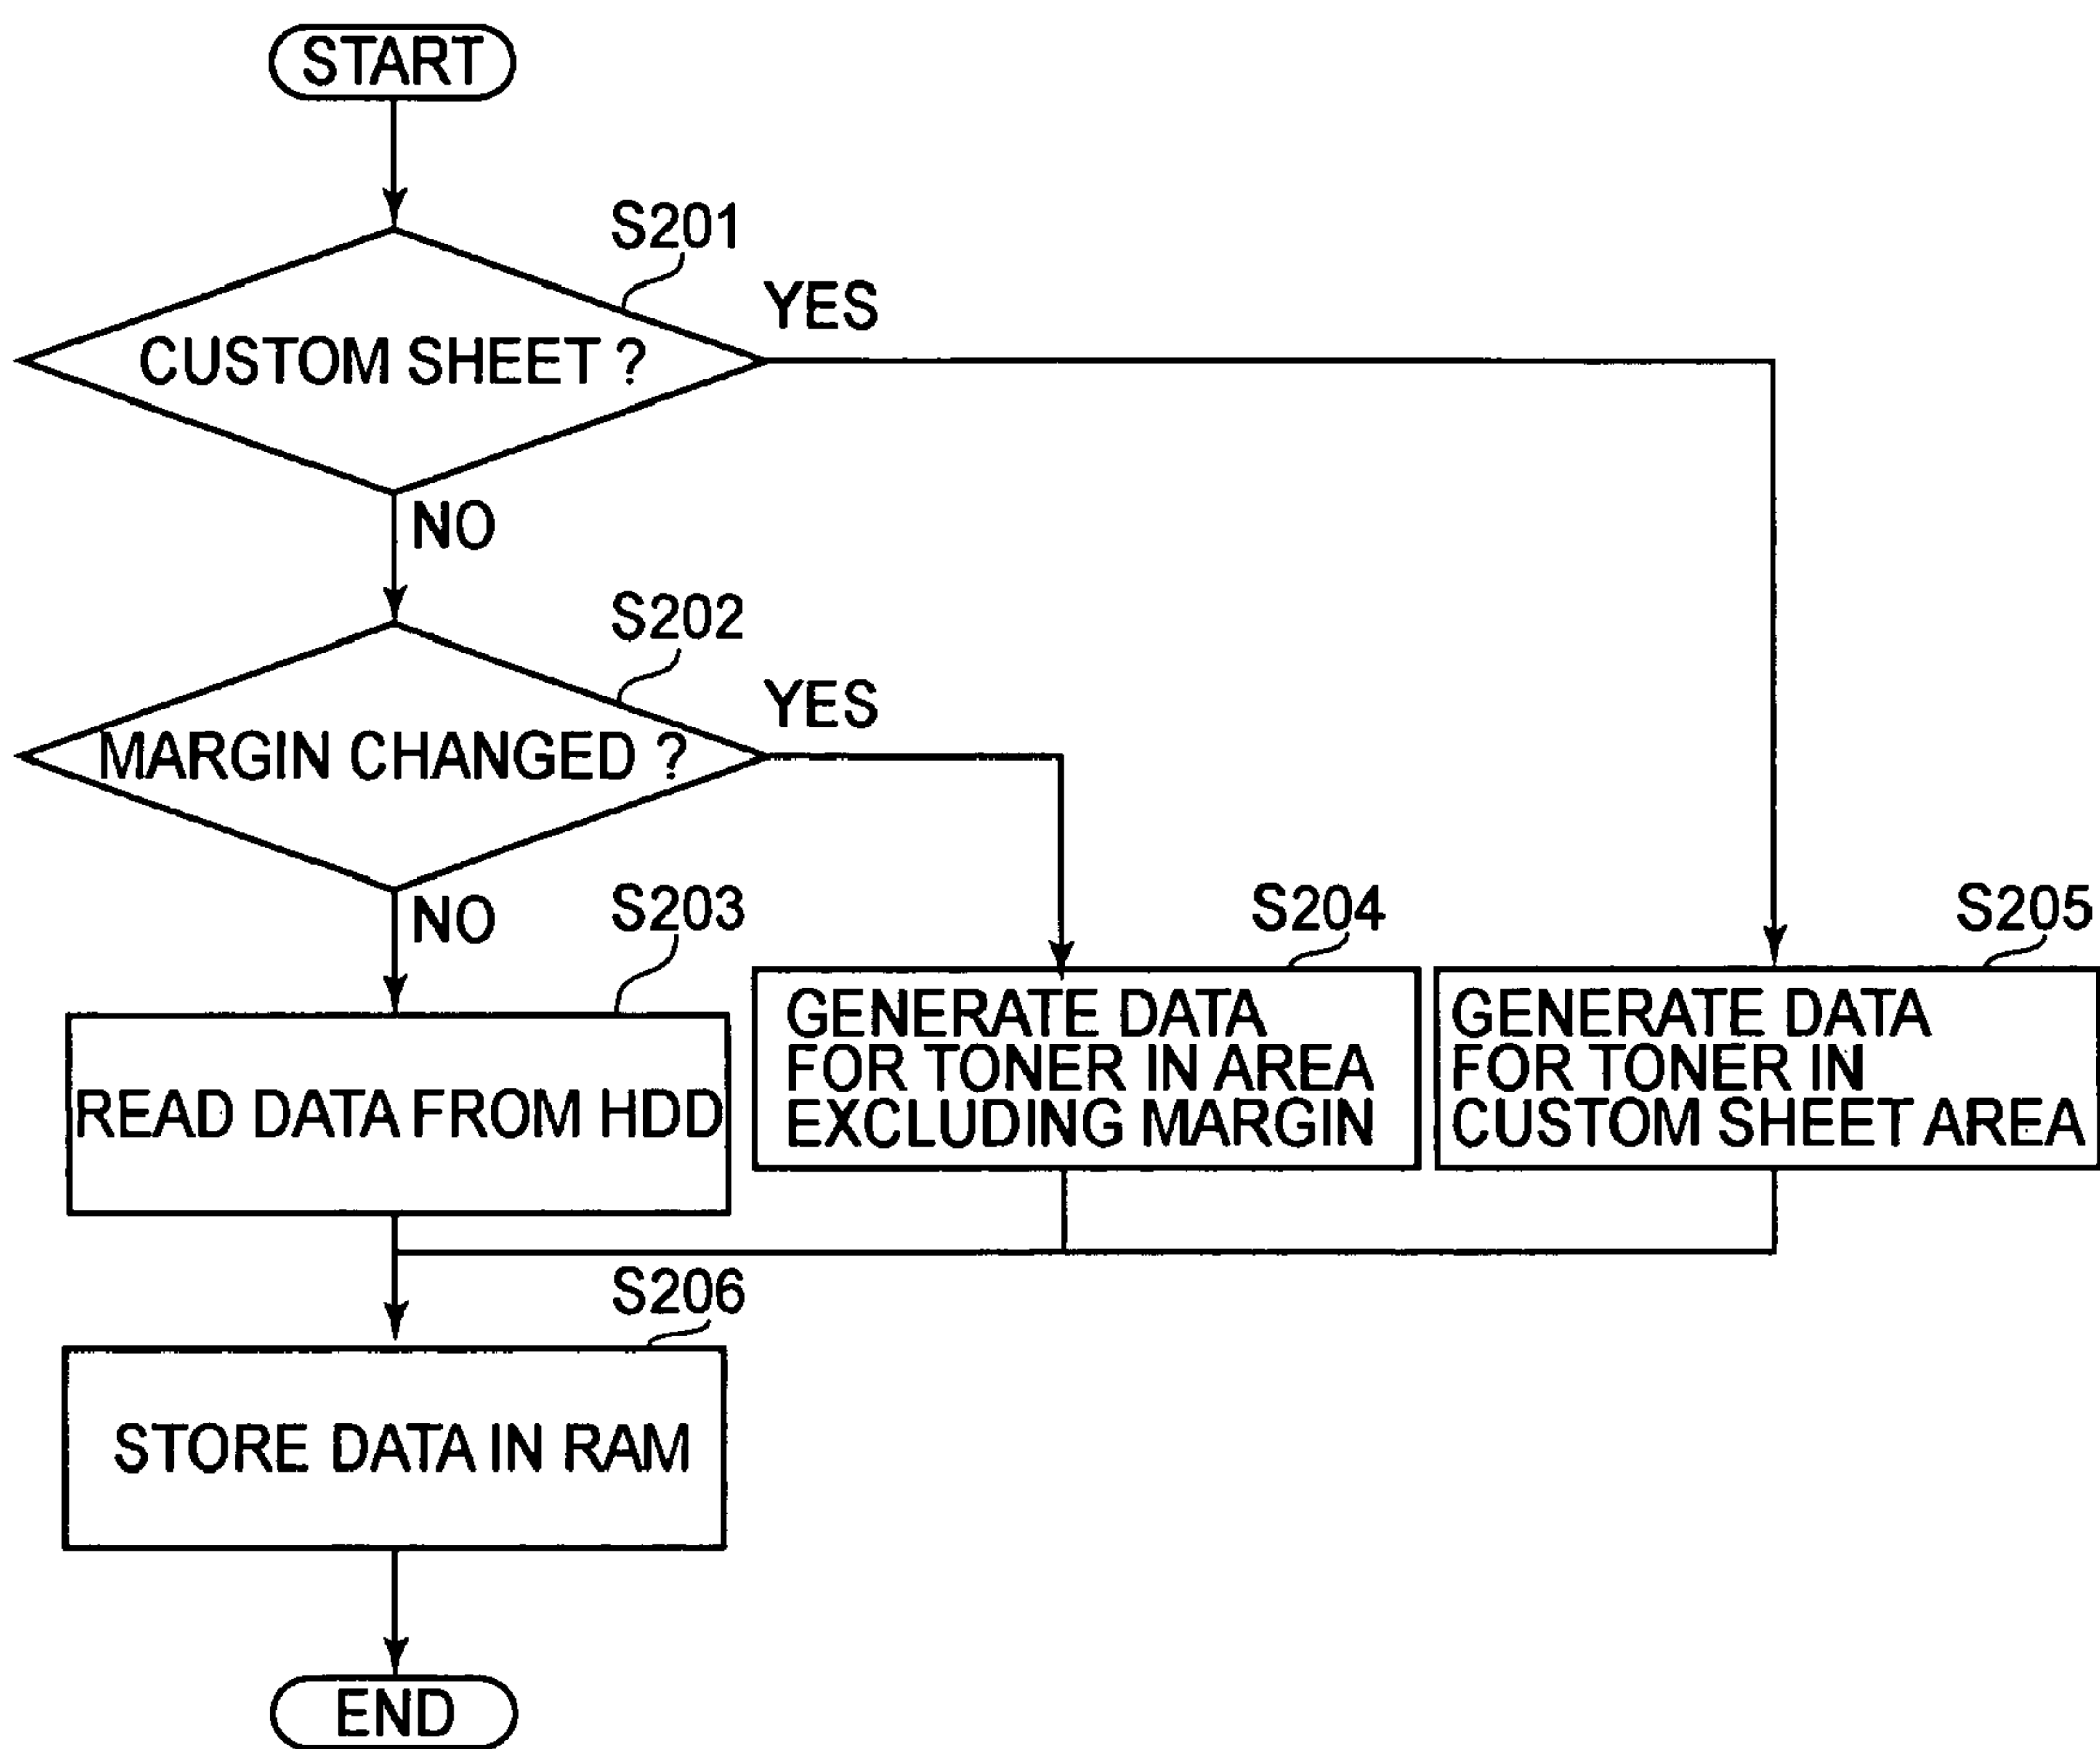 START
S201
YES
CUSTOM SHEET ?
NO
S202
YES
MARGIN CHANGED ?
NO
S203
S204
S205
READ DATA FROM HDD
GENERATE DATA
FOR TONER IN AREA
EXCLUDING MARGIN
GENERATE DATA
FOR TONER IN
CUSTOM SHEET AREA
S206
STORE DATA IN RAM
END